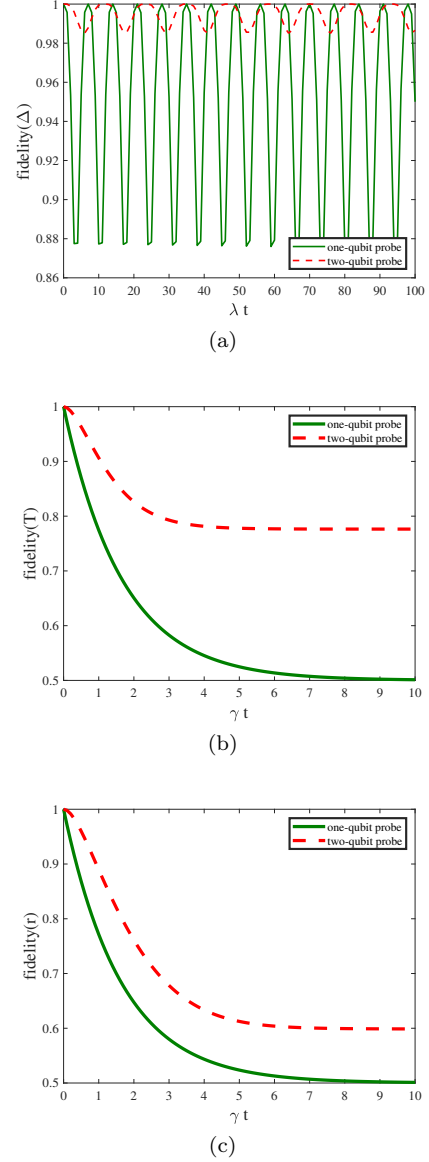 1
0.98
0.96
0.94
0.92
0.9
0.88
0.86
fidelity(Δ)
one-qubit probe
two-qubit probe
0 10 20 30 40 50 60 70 80 90 100
λ t
(a)
1
0.9
0.8
0.7
0.6
0.5
fidelity(T)
one-qubit probe
two-qubit probe
0 1 2 3 4 5 6 7 8 9 10
γ t
(b)
1
0.9
0.8
0.7
0.6
0.5
fidelity(r)
one-qubit probe
two-qubit probe
0 1 2 3 4 5 6 7 8 9 10
γ t
(c)